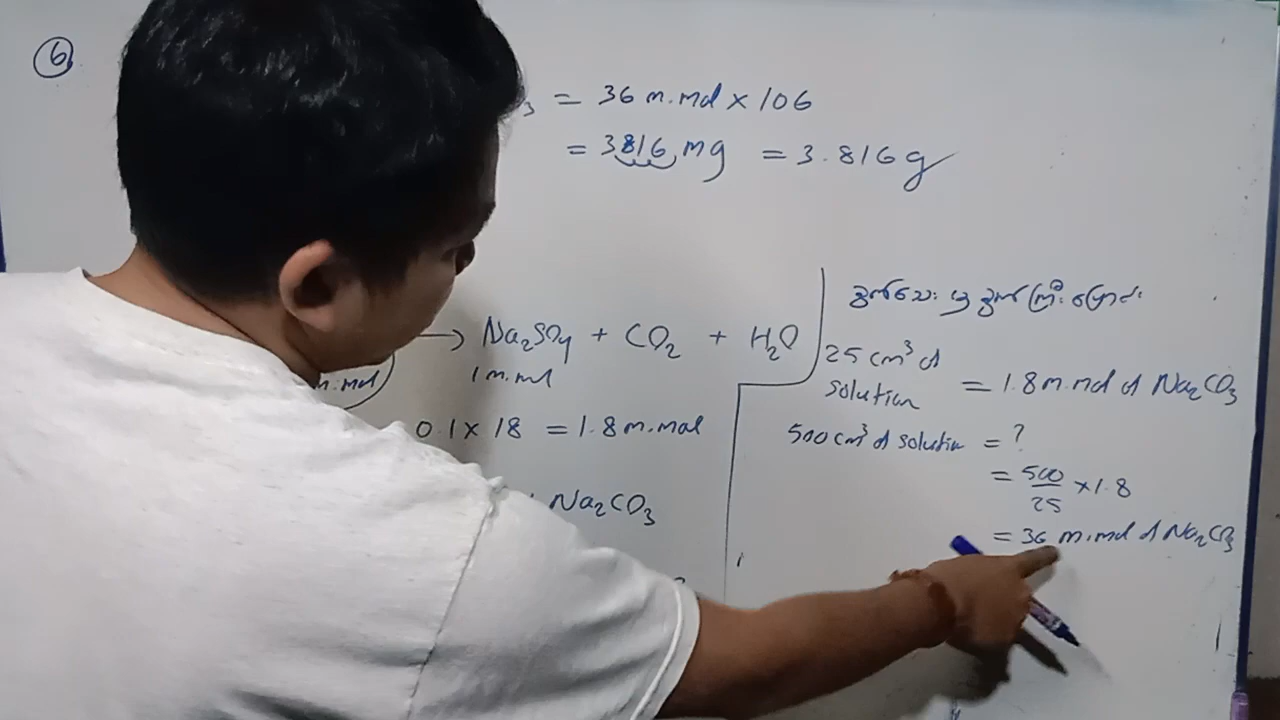 6
3 = 36 m.mol × 106
= 3816 mg = 3.816 g
→ Na₂SO₄ + CO₂ + H₂O
m.mol) 1 m.mol
0.1 × 18 = 1.8 m.mol
Na₂CO₃
25 cm³ of
solution = 1.8 m.mol of Na₂CO₃
500 cm³ of solution = ?
= 500/25 × 1.8
= 36 m.mol of Na₂CO₃